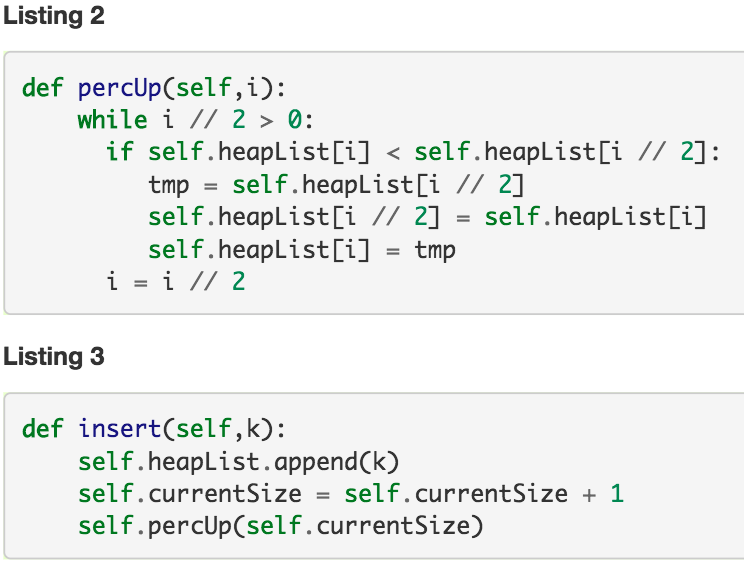 Listing 2
def percUp(self,i):
    while i // 2 > 0:
      if self.heapList[i] < self.heapList[i // 2]:
         tmp = self.heapList[i // 2]
         self.heapList[i // 2] = self.heapList[i]
         self.heapList[i] = tmp
      i = i // 2
Listing 3
def insert(self,k):
    self.heapList.append(k)
    self.currentSize = self.currentSize + 1
    self.percUp(self.currentSize)